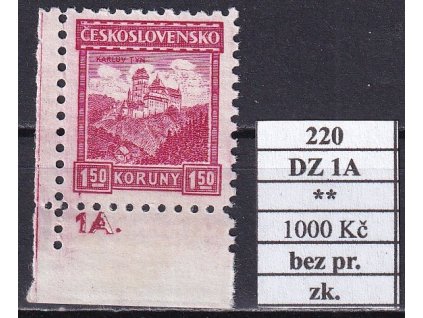 ČESKOSLOVENSKO
KARLŮV TÝN
1 50 KORUNY 1 50
1A.
220
DZ 1A
**
1000 Kč
bez pr.
zk.